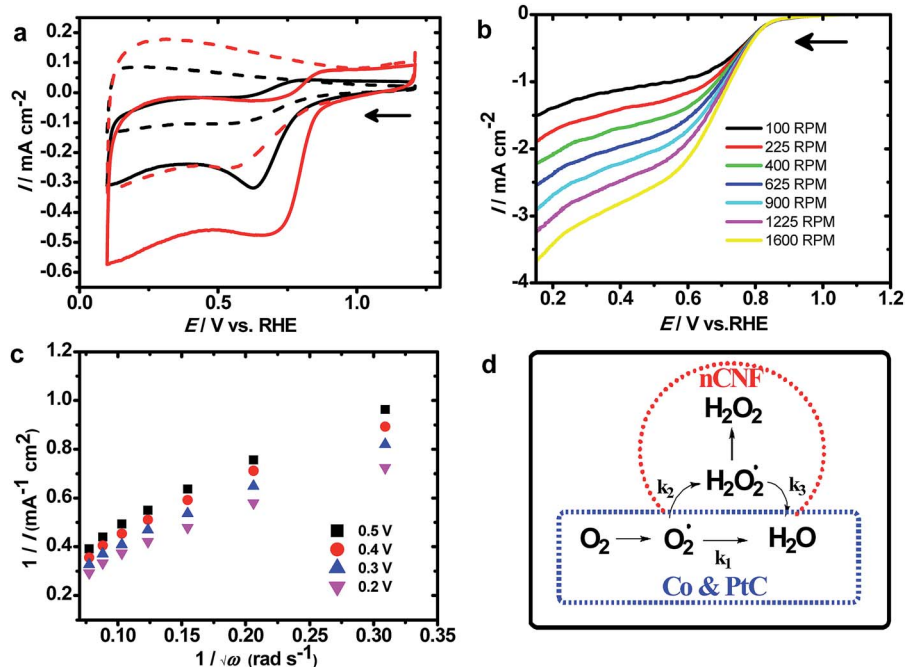 a
0.2
0.1
0.0
-0.1
-0.2
-0.3
-0.4
-0.5
-0.6
I / mA cm-2
0.0 0.5 1.0
E / V vs. RHE
b
0
-1
-2
-3
-4
I / mA cm-2
100 RPM
225 RPM
400 RPM
625 RPM
900 RPM
1225 RPM
1600 RPM
0.2 0.4 0.6 0.8 1.0 1.2
E / V vs.RHE
c
1.2
1.0
0.8
0.6
0.4
0.2
1 / I / (mA-1 cm2)
0.5 V
0.4 V
0.3 V
0.2 V
0.10 0.15 0.20 0.25 0.30 0.35
1 / √ω (rad s-1)
d
nCNF
H2O2
k2 H2O2• k3
O2 O2• H2O
k1
Co & PtC